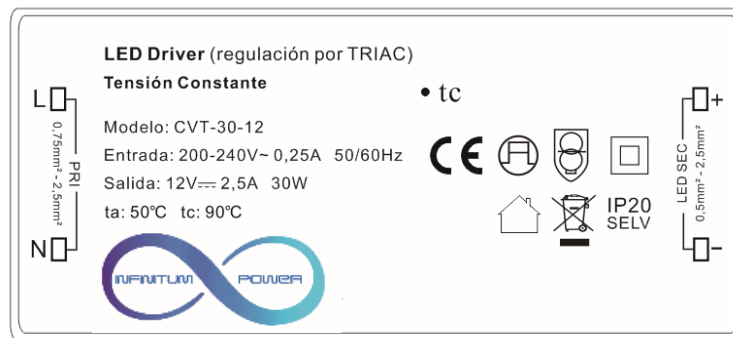 LED Driver (regulación por TRIAC)
Tensión Constante
• tc
Modelo: CVT-30-12
Entrada: 200-240V~ 0,25A 50/60Hz
Salida: 12V⎓ 2,5A 30W
ta: 50℃ tc: 90℃
L
N
PRI
0,75mm² - 2,5mm²
CE
IP20
SELV
LED SEC
0,5mm² - 2,5mm²
+
−
INFINITUM POWER